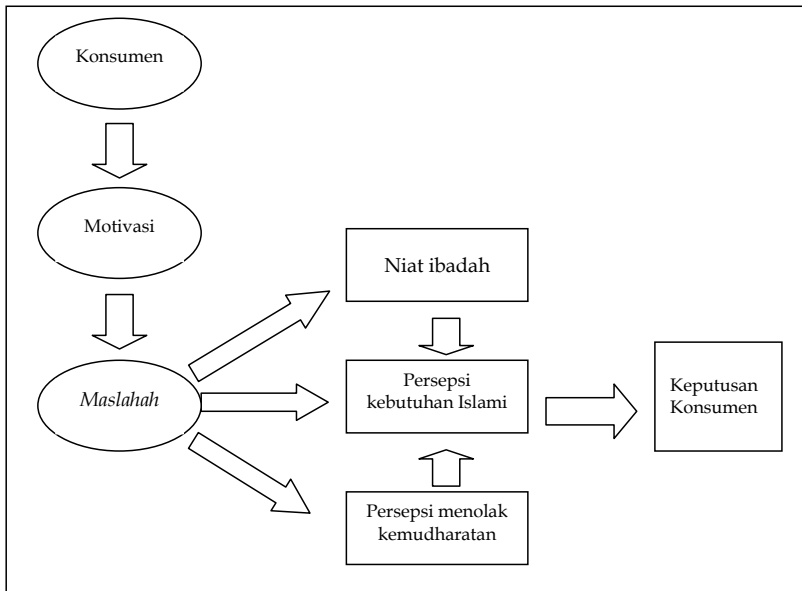 Konsumen
Motivasi
Maslahah
Niat ibadah
Persepsi
kebutuhan Islami
Persepsi menolak
kemudharatan
Keputusan
Konsumen